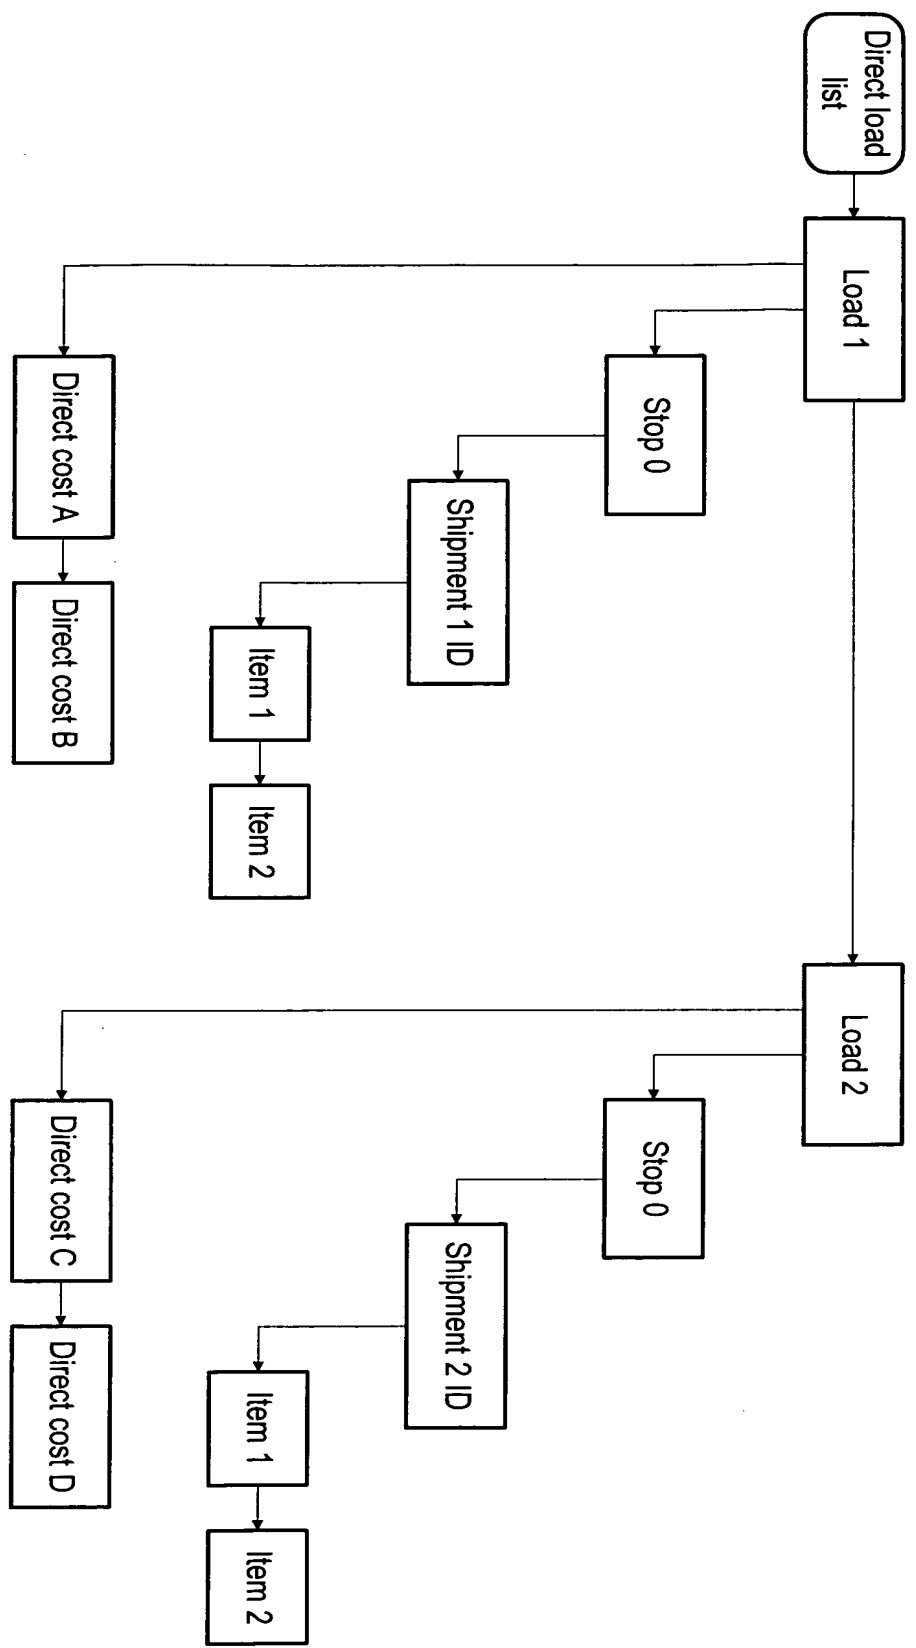 Direct load
list
Load 1
Load 2
Stop 0
Stop 0
Shipment 1 ID
Shipment 2 ID
Item 1
Item 2
Item 1
Item 2
Direct cost A
Direct cost B
Direct cost C
Direct cost D